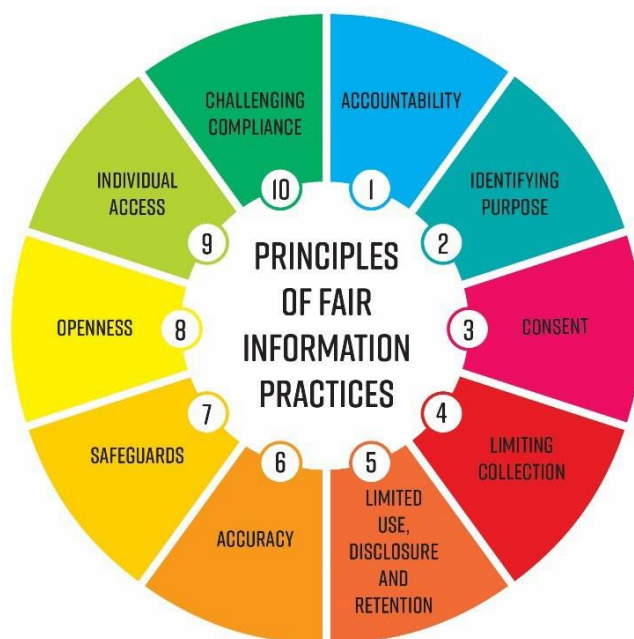 PRINCIPLES
OF FAIR
INFORMATION
PRACTICES
1
ACCOUNTABILITY
2
IDENTIFYING
PURPOSE
3
CONSENT
4
LIMITING
COLLECTION
5
LIMITED
USE,
DISCLOSURE
AND
RETENTION
6
ACCURACY
7
SAFEGUARDS
8
OPENNESS
9
INDIVIDUAL
ACCESS
10
CHALLENGING
COMPLIANCE